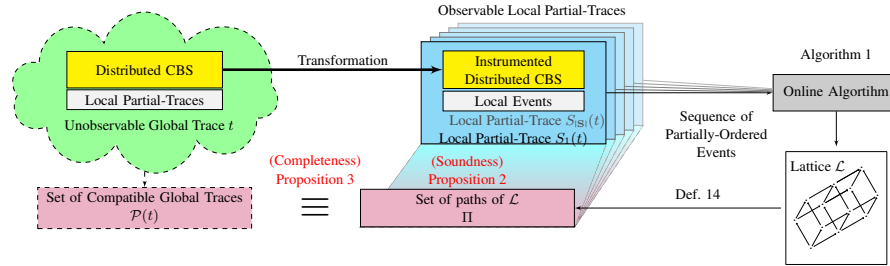 Observable Local Partial-Traces
Distributed CBS
Local Partial-Traces
Unobservable Global Trace t
Transformation
Instrumented
Distributed CBS
Local Events
Local Partial-Trace S|S|(t)
Local Partial-Trace S1(t)
Algorithm 1
Online Algortihm
Sequence of
Partially-Ordered
Events
Lattice ℒ
(Completeness)
Proposition 3
(Soundness)
Proposition 2
Set of Compatible Global Traces
𝒫(t)
≡
Set of paths of ℒ
Π
Def. 14